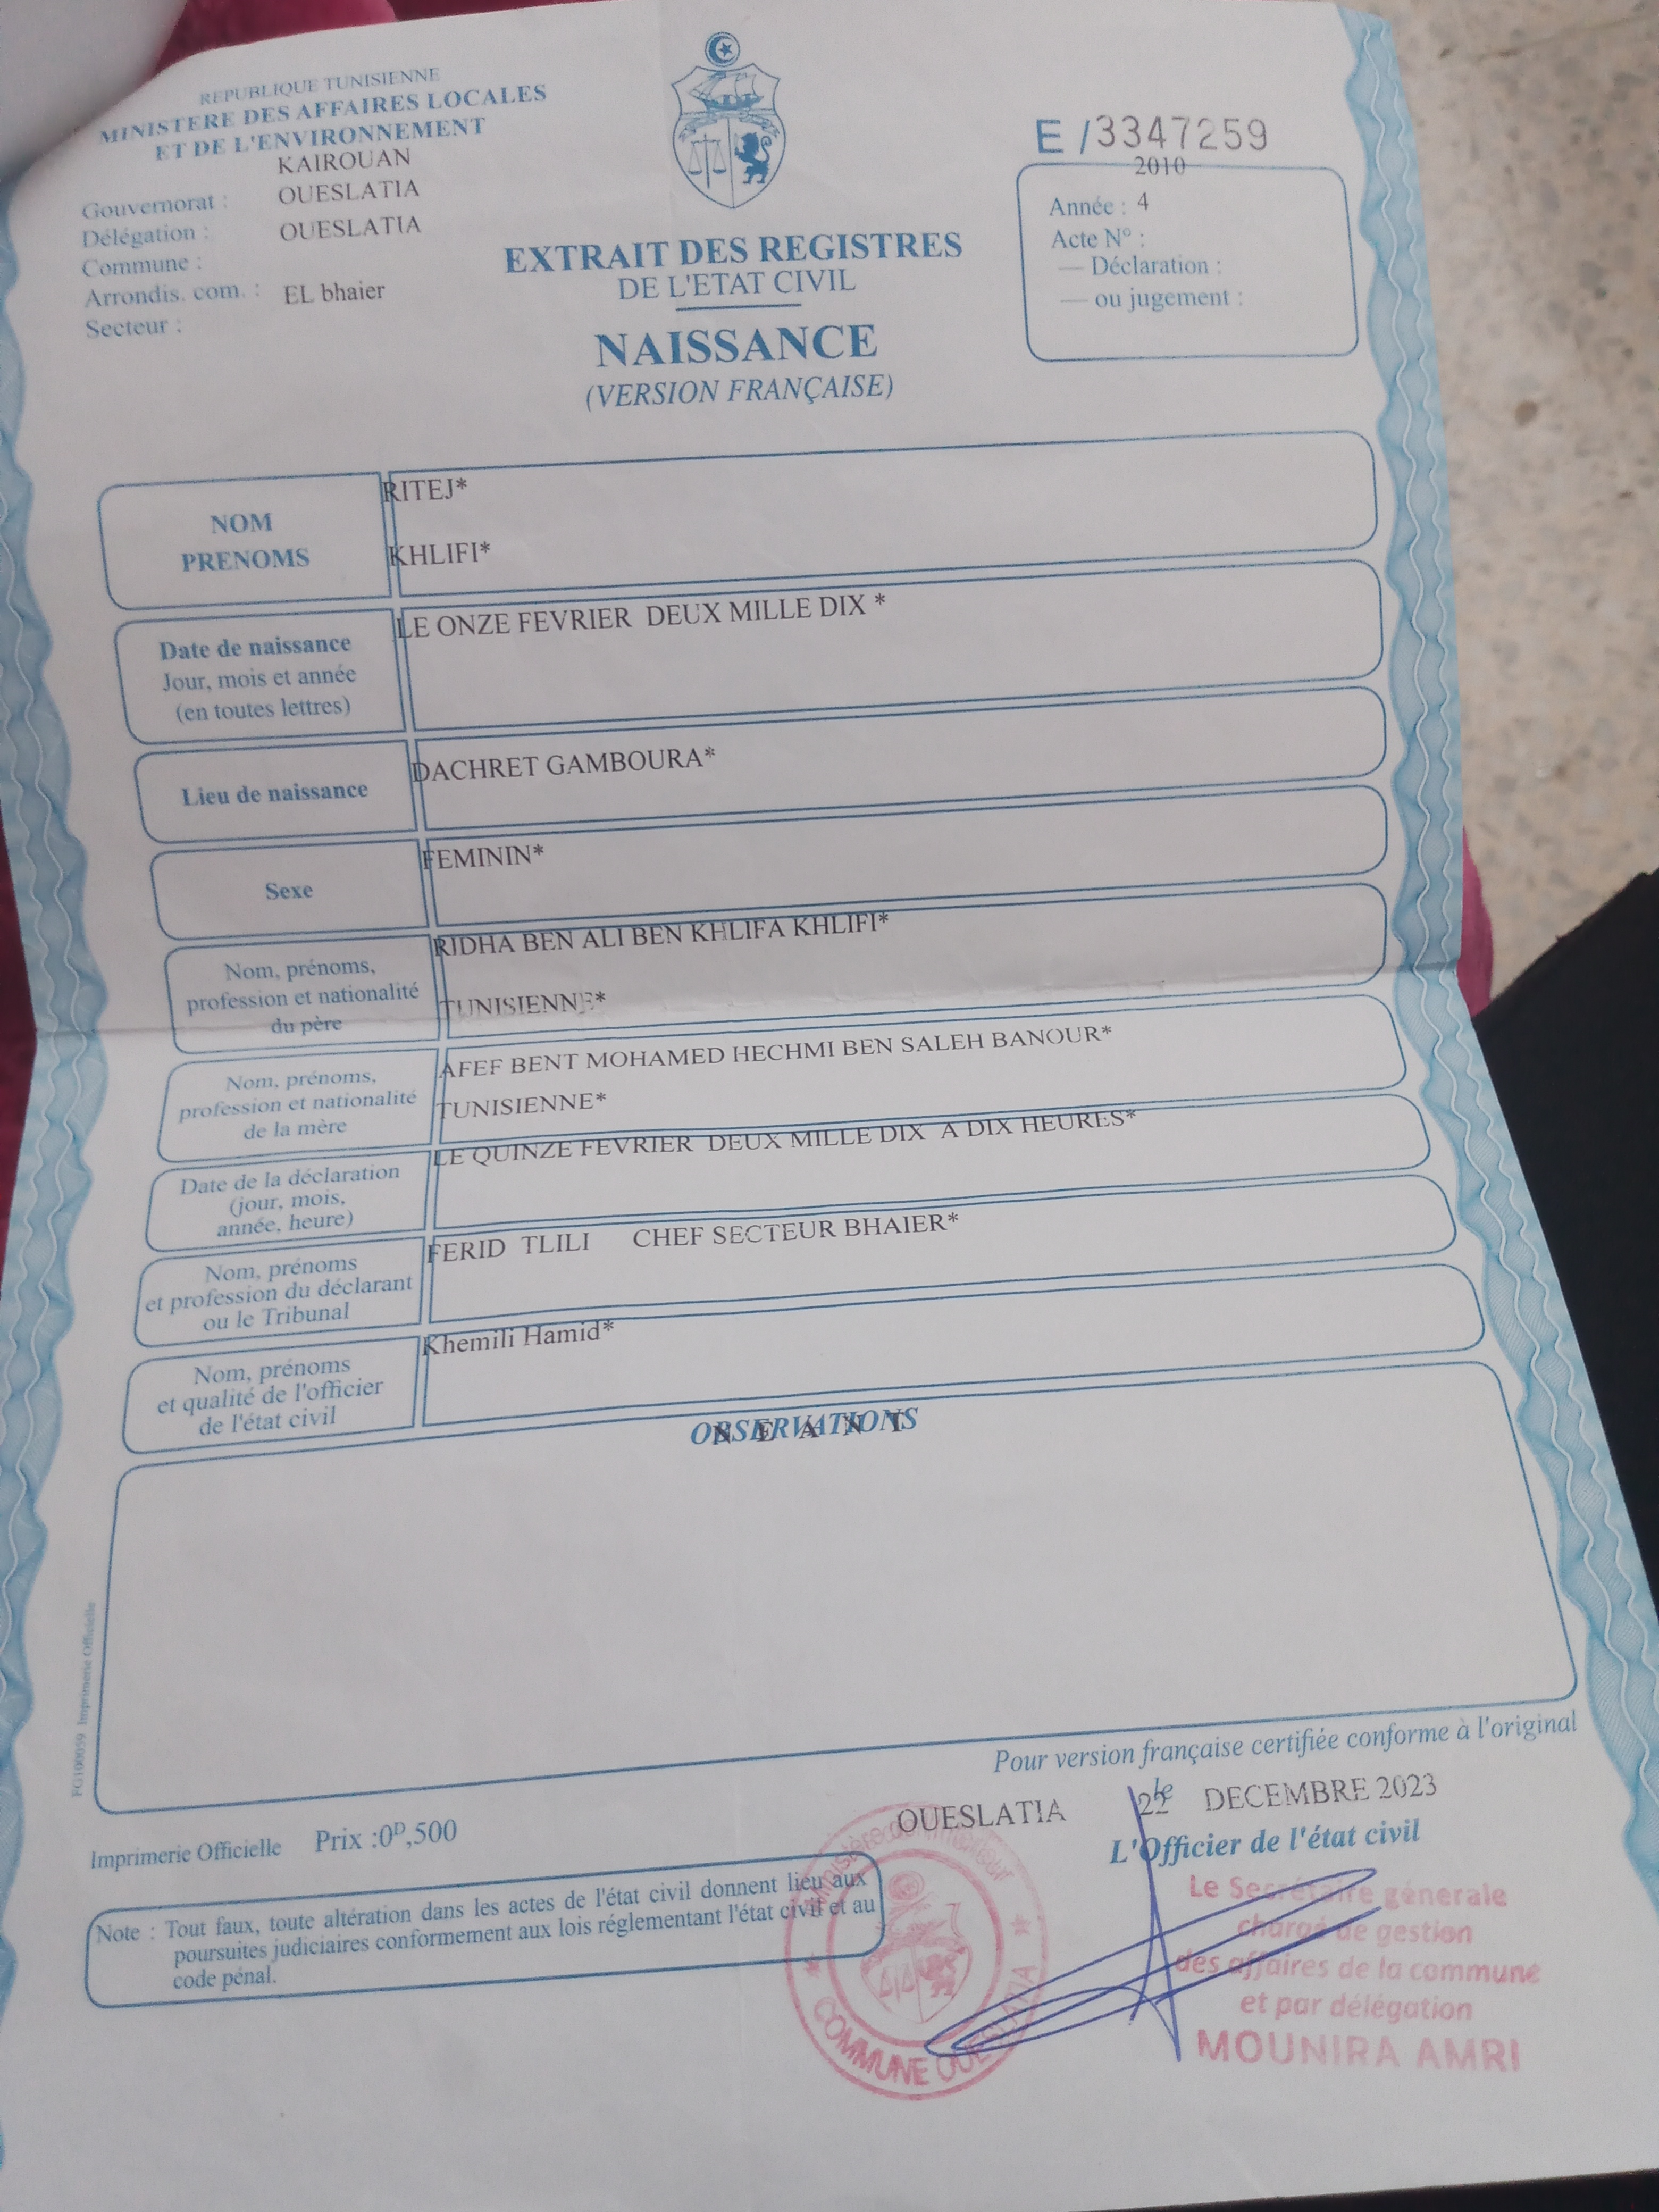 REPUBLIQUE TUNISIENNE
MINISTERE DES AFFAIRES LOCALES
ET DE L'ENVIRONNEMENT
KAIROUAN
Gouvernorat : OUESLATIA
Délégation : OUESLATIA
Commune :
Arrondis. com. : EL bhaier
Secteur :
E /3347259
2010
Année : 4
Acte N° :
— Déclaration :
— ou jugement :
EXTRAIT DES REGISTRES
DE L'ETAT CIVIL
NAISSANCE
(VERSION FRANÇAISE)
NOM
PRENOMS
RITEJ*
KHLIFI*
Date de naissance
Jour, mois et année
(en toutes lettres)
LE ONZE FEVRIER DEUX MILLE DIX *
Lieu de naissance
DACHRET GAMBOURA*
Sexe
FEMININ*
Nom, prénoms,
profession et nationalité
du père
RIDHA BEN ALI BEN KHLIFA KHLIFI*
TUNISIENNE*
Nom, prénoms,
profession et nationalité
de la mère
AFEF BENT MOHAMED HECHMI BEN SALEH BANOUR*
TUNISIENNE*
Date de la déclaration
(jour, mois,
année, heure)
LE QUINZE FEVRIER DEUX MILLE DIX A DIX HEURES*
Nom, prénoms
et profession du déclarant
ou le Tribunal
FERID TLILI CHEF SECTEUR BHAIER*
Nom, prénoms
et qualité de l'officier
de l'état civil
Khemili Hamid*
OBSERVATIONS
N E A N T
FG100059 Imprimerie Officielle
Pour version française certifiée conforme à l'original
OUESLATIA le 22 DECEMBRE 2023
L'Officier de l'état civil
Imprimerie Officielle Prix :0ᴰ,500
Note : Tout faux, toute altération dans les actes de l'état civil donnent lieu aux
poursuites judiciaires conformement aux lois réglementant l'état civil et au
code pénal.
Le Secrétaire génerale
chargé de gestion
des affaires de la commune
et par délégation
MOUNIRA AMRI
COMMUNE OUESLATIA